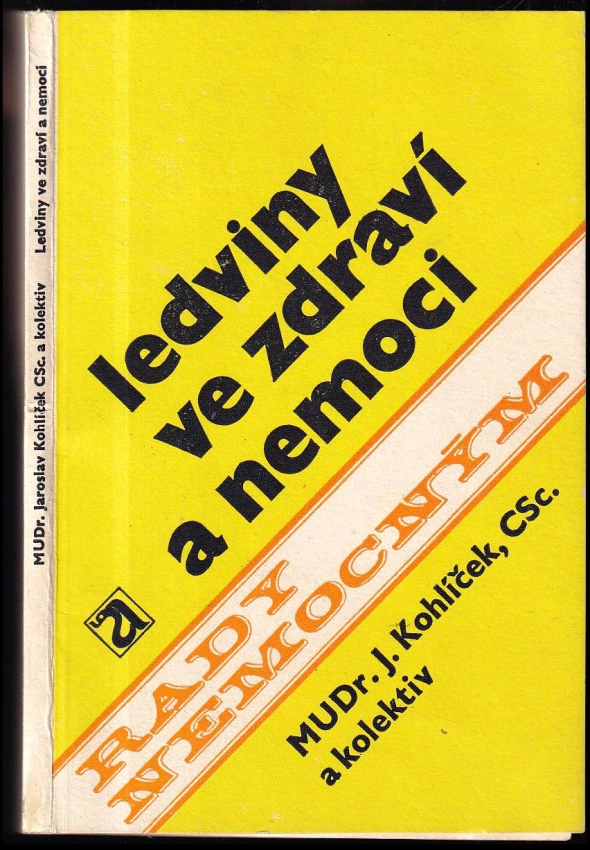 MUDr. Jaroslav Kohlíček CSc. a kolektiv Ledviny ve zdraví a nemoci
ledviny
ve zdraví
a nemoci
RADY
NEMOCNÝM
MUDr. J. Kohlíček, CSc.
a kolektiv